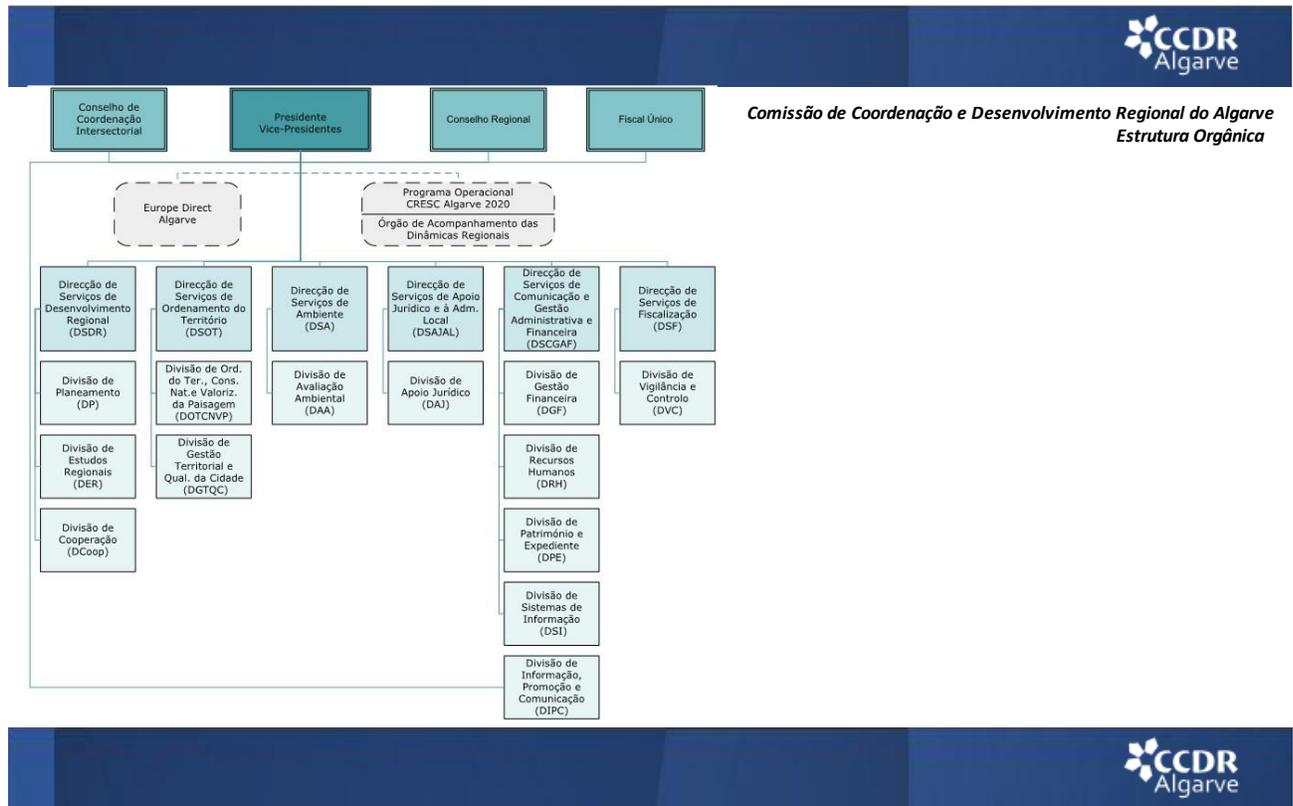 CCDR
Algarve
Comissão de Coordenação e Desenvolvimento Regional do Algarve
Estrutura Orgânica
Conselho de
Coordenação
Intersectorial
Presidente
Vice-Presidentes
Conselho Regional
Fiscal Único
Europe Direct
Algarve
Programa Operacional
CRESC Algarve 2020
Órgão de Acompanhamento das
Dinâmicas Regionais
Direcção de
Serviços de
Desenvolvimento
Regional
(DSDR)
Direcção de
Serviços de
Ordenamento do
Território
(DSOT)
Direcção de
Serviços de
Ambiente
(DSA)
Direcção de
Serviços de Apoio
Jurídico e à Adm.
Local
(DSAJAL)
Direcção de
Serviços de
Comunicação e
Gestão
Administrativa e
Financeira
(DSCGAF)
Direcção de
Serviços de
Fiscalização
(DSF)
Divisão de
Planeamento
(DP)
Divisão de Ord.
do Ter., Cons.
Nat.e Valoriz.
da Paisagem
(DOTCNVP)
Divisão de
Avaliação
Ambiental
(DAA)
Divisão de
Apoio Jurídico
(DAJ)
Divisão de
Gestão
Financeira
(DGF)
Divisão de
Vigilância e
Controlo
(DVC)
Divisão de
Estudos
Regionais
(DER)
Divisão de
Gestão
Territorial e
Qual. da Cidade
(DGTQC)
Divisão de
Recursos
Humanos
(DRH)
Divisão de
Cooperação
(DCoop)
Divisão de
Património e
Expediente
(DPE)
Divisão de
Sistemas de
Informação
(DSI)
Divisão de
Informação,
Promoção e
Comunicação
(DIPC)
CCDR
Algarve